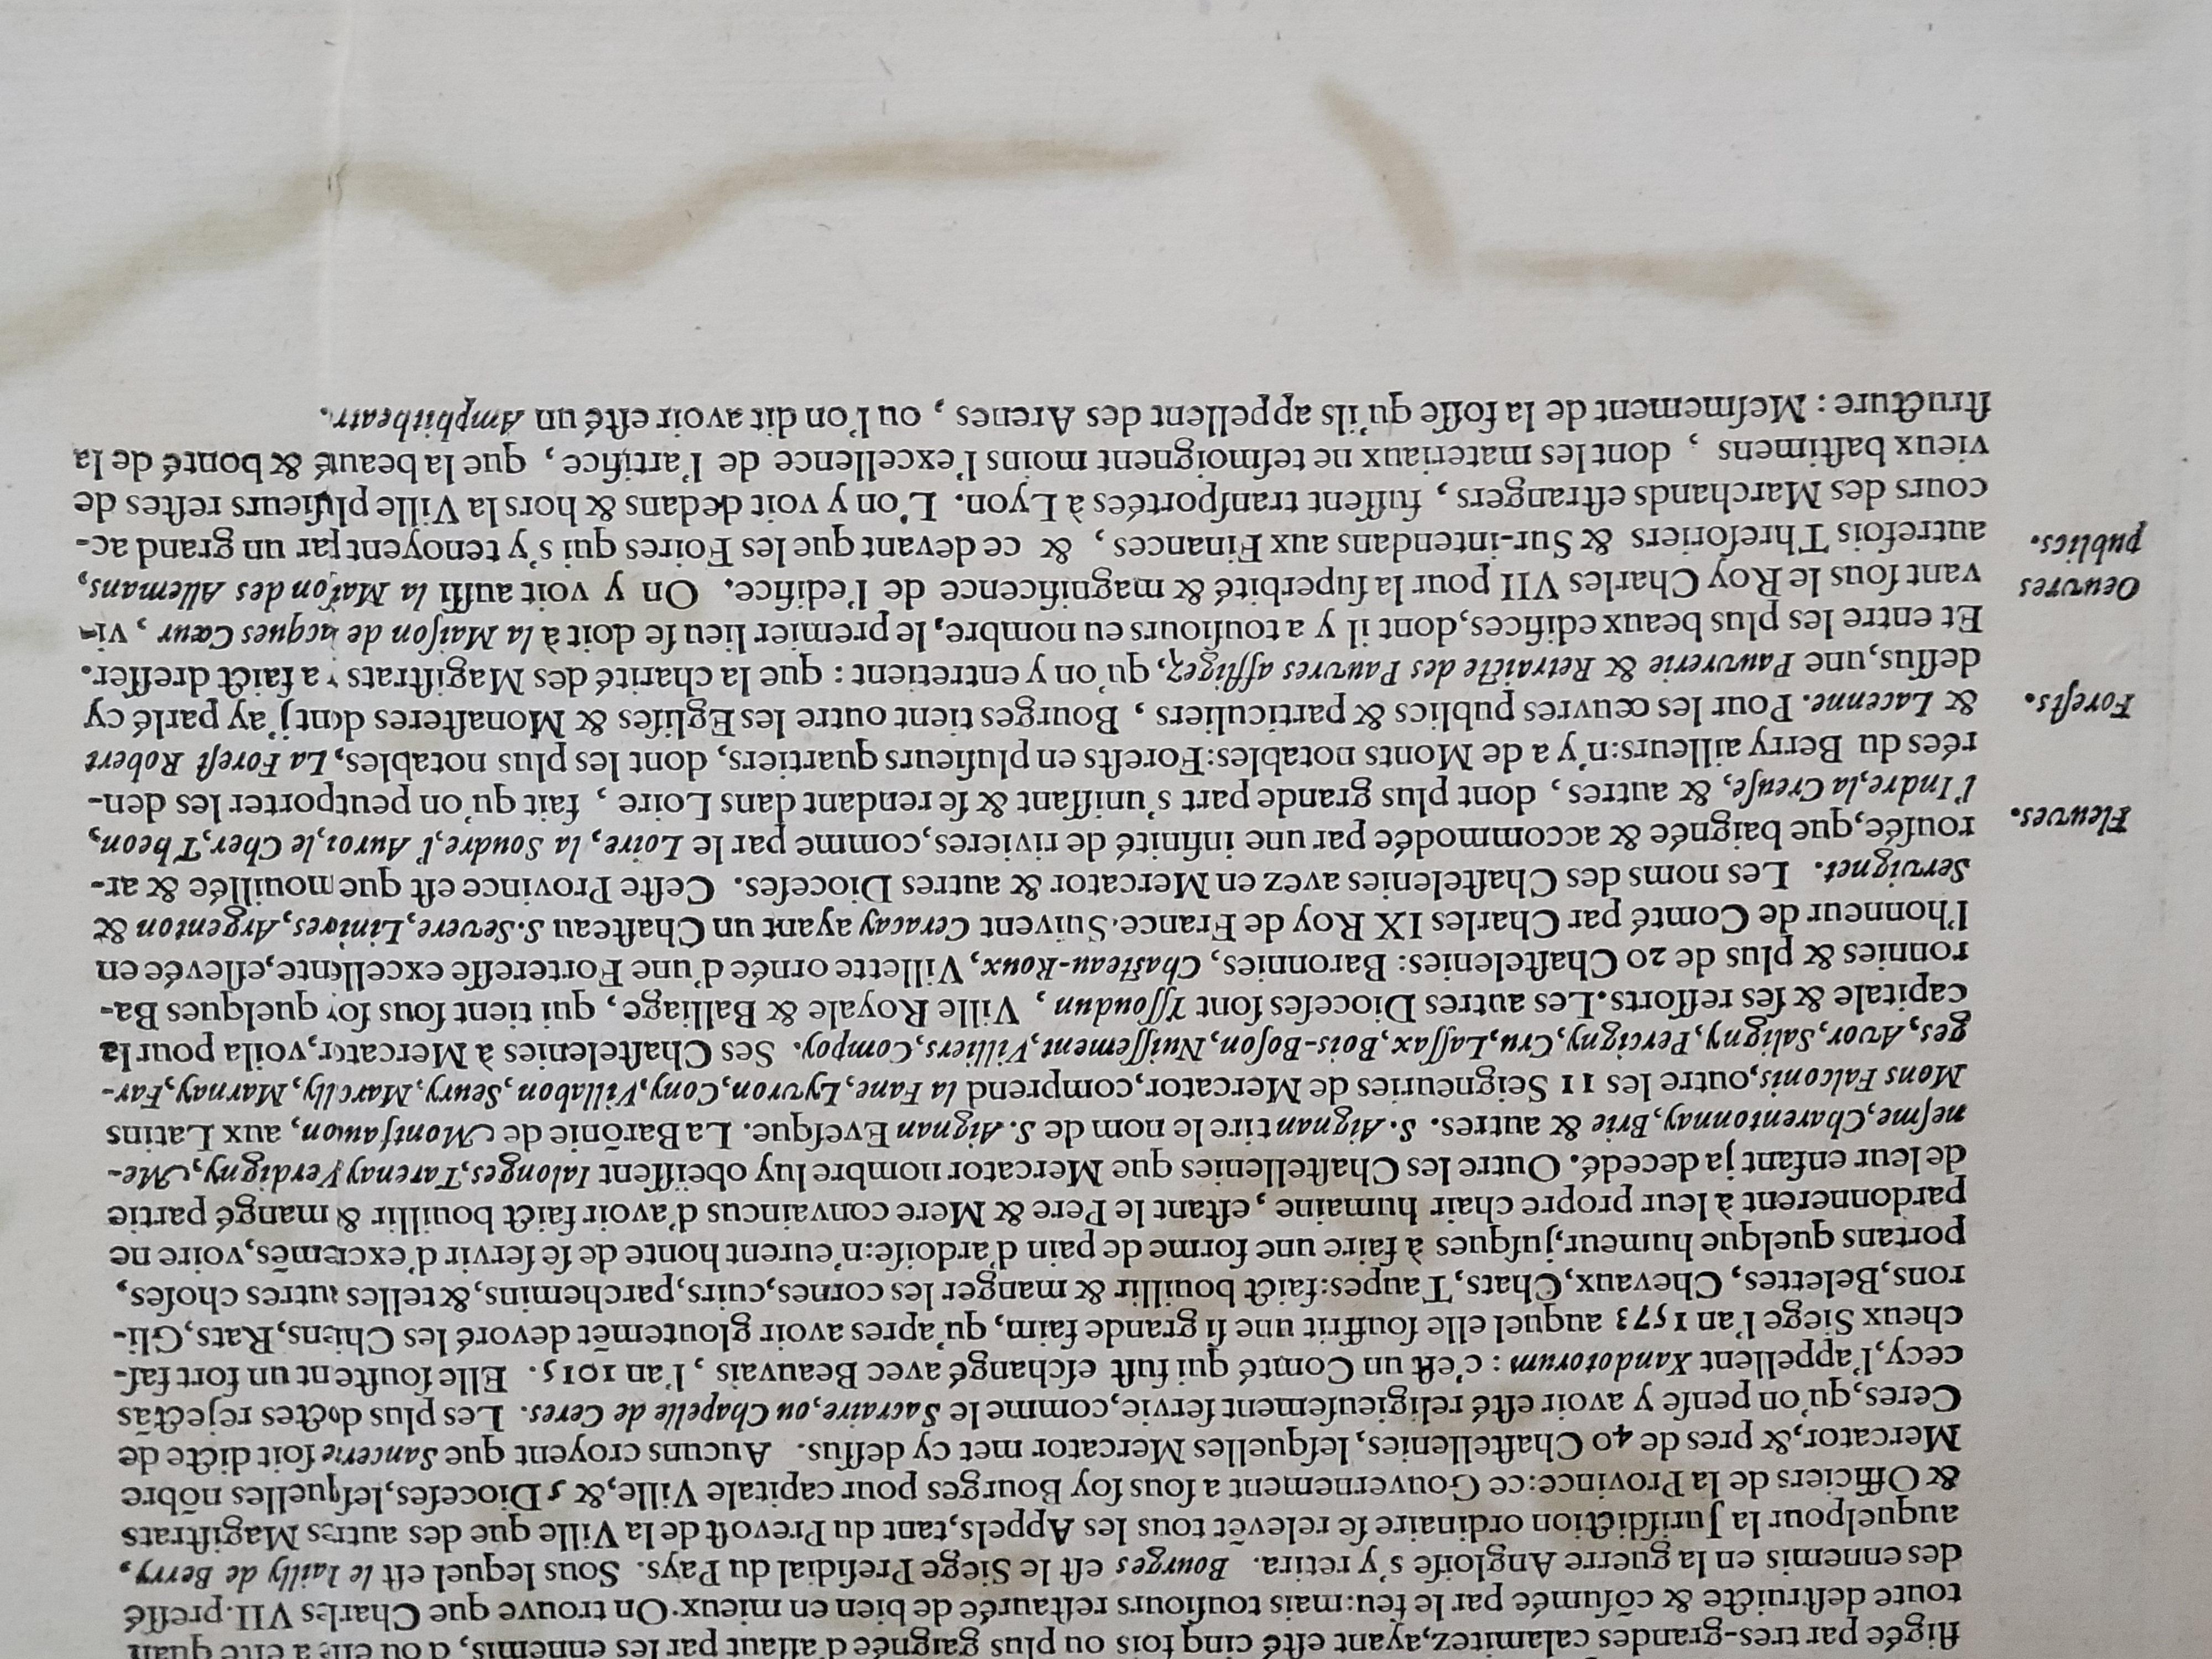 fligée par tres-grandes calamitez, ayant esté cinq fois ou plus gaignée d'assaut par les ennemis, d'ou elle a esté quasi
toute destruicte & cõsumée par le feu: mais tousiours restaurée de bien en mieux. On trouve que Charles VII. pressé
des ennemis en la guerre Angloise s'y retira. Bourges est le Siege Presidial du Pays. Sous lequel est le Bailly de Berry,
auquel pour la Jurisdiction ordinaire se relevẽt tous les Appels, tant du Prevost de la Ville que des autres Magistrats
& Officiers de la Province: ce Gouvernement a sous soy Bourges pour capitale Ville, & 5 Dioceses, lesquelles nõbre
Mercator, & pres de 40 Chastellenies, lesquelles Mercator met cy dessus. Aucuns croyent que Sancerre soit dicte de
Ceres, qu'on pense y avoir esté religieusement servie, comme le Sacraire, ou Chapelle de Ceres. Les plus doctes rejectãs
cecy, l'appellent Xandotorum: c'est un Comté qui fust eschangé avec Beauvais, l'an 1015. Elle soustent un fort fas-
cheux Siege l'an 1573 auquel elle souffrit une si grande faim, qu'apres avoir gloutemẽt devoré les Chiens, Rats, Gli-
rons, Belettes, Chevaux, Chats, Taupes: faict bouillir & manger les cornes, cuirs, parchemins, & telles autres choses,
portans quelque humeur, jusques à faire une forme de pain d'ardoise: n'eurent honte de se servir d'excremẽs, voire ne
pardonnerent à leur propre chair humaine, estant le Pere & Mere convaincus d'avoir faict bouillir & mangé partie
de leur enfant ja decedé. Outre les Chastellenies que Mercator nombre luy obeïssent Ialonges, Tarenay Verdigny, Me-
nesme, Charentonnay, Brie & autres. S. Aignan tire le nom de S. Aignan Evesque. La Barõnie de Montfaucon, aux Latins
Mons Falconis, outre les 11 Seigneuries de Mercator, comprend la Fane, Lyvron, Cony, Villabon, Seury, Marcilly, Marnay, Far-
ges, Avor, Saligny, Percigny, Cru, Lassax, Bois-Boson, Nuissement, Villiers, Compoy. Ses Chastelenies à Mercator, voila pour la
capitale & ses ressorts. Les autres Dioceses sont Yssoudun, Ville Royale & Balliage, qui tient sous soy quelques Ba-
ronnies & plus de 20 Chastelenies: Baronnies, Chasteau-Roux, Villette ornée d'une Forteresse excellente, eslevée en
l'honneur de Comté par Charles IX Roy de France. Suivent Ceracay ayant un Chasteau S. Severe, Linieres, Argenton &
Servignet. Les noms des Chastelenies avez en Mercator & autres Dioceses. Ceste Province est que mouillée & ar-
Fleuves. rousée, que baignée & accommodée par une infinité de rivieres, comme par le Loire, la Soudre, l'Auron, le Cher, Theon,
l'Indre, la Creuse, & autres, dont plus grande part s'unissant & se rendant dans Loire, fait qu'on peut porter les den-
rées du Berry ailleurs: n'y a de Monts notables: Forests en plusieurs quartiers, dont les plus notables, La Forest Robert
Forests. & Lacenne. Pour les œuvres publics & particuliers, Bourges tient outre les Eglises & Monasteres dont j'ay parlé cy
dessus, une Pauvrerie & Retraicte des Pauvres affligez, qu'on y entretient: que la charité des Magistrats y a faict dresser.
Et entre les plus beaux edifices, dont il y a tousiours eu nombre, le premier lieu se doit à la Maison de Jacques Cœur, vi-
Oeuvres vant sous le Roy Charles VII pour la superbité & magnificence de l'edifice. On y voit aussi la Maison des Allemans,
publics. autrefois Thresoriers & Sur-intendans aux Finances, & ce devant que les Foires qui s'y tenoyent par un grand ac-
cours des Marchands estrangers, fussent transportées à Lyon. L'on y voit dedans & hors la Ville plusieurs restes de
vieux bastimens, dont les materiaux ne tesmoignent moins l'excellence de l'artifice, que la beauté & bonté de la
structure: Mesmement de la fosse qu'ils appellent des Arenes, ou l'on dit avoir esté un Amphitheatr.